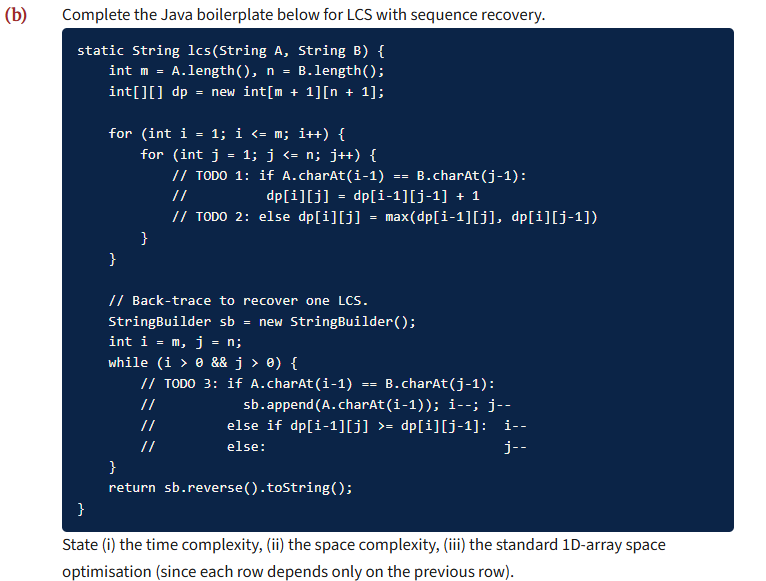 (b) Complete the Java boilerplate below for LCS with sequence recovery.
static String lcs(String A, String B) {
    int m = A.length(), n = B.length();
    int[][] dp = new int[m + 1][n + 1];

    for (int i = 1; i <= m; i++) {
        for (int j = 1; j <= n; j++) {
            // TODO 1: if A.charAt(i-1) == B.charAt(j-1):
            //          dp[i][j] = dp[i-1][j-1] + 1
            // TODO 2: else dp[i][j] = max(dp[i-1][j], dp[i][j-1])
        }
    }

    // Back-trace to recover one LCS.
    StringBuilder sb = new StringBuilder();
    int i = m, j = n;
    while (i > 0 && j > 0) {
        // TODO 3: if A.charAt(i-1) == B.charAt(j-1):
        //           sb.append(A.charAt(i-1)); i--; j--
        //         else if dp[i-1][j] >= dp[i][j-1]:  i--
        //         else:                              j--
    }
    return sb.reverse().toString();
}
State (i) the time complexity, (ii) the space complexity, (iii) the standard 1D-array space
optimisation (since each row depends only on the previous row).